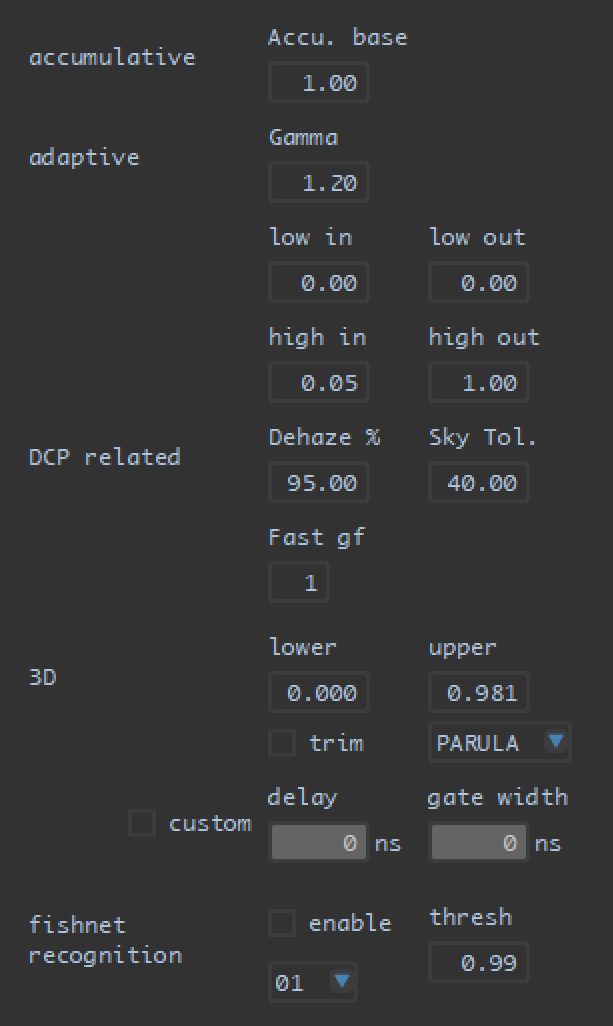 Accu. base
accumulative
1.00
Gamma
adaptive
1.20
low in low out
0.00 0.00
high in high out
0.05 1.00
Dehaze % Sky Tol.
DCP related
95.00 40.00
Fast gf
1
lower upper
3D
0.000 0.981
trim PARULA
delay gate width
custom
0 ns 0 ns
enable thresh
fishnet
recognition
0.99
01